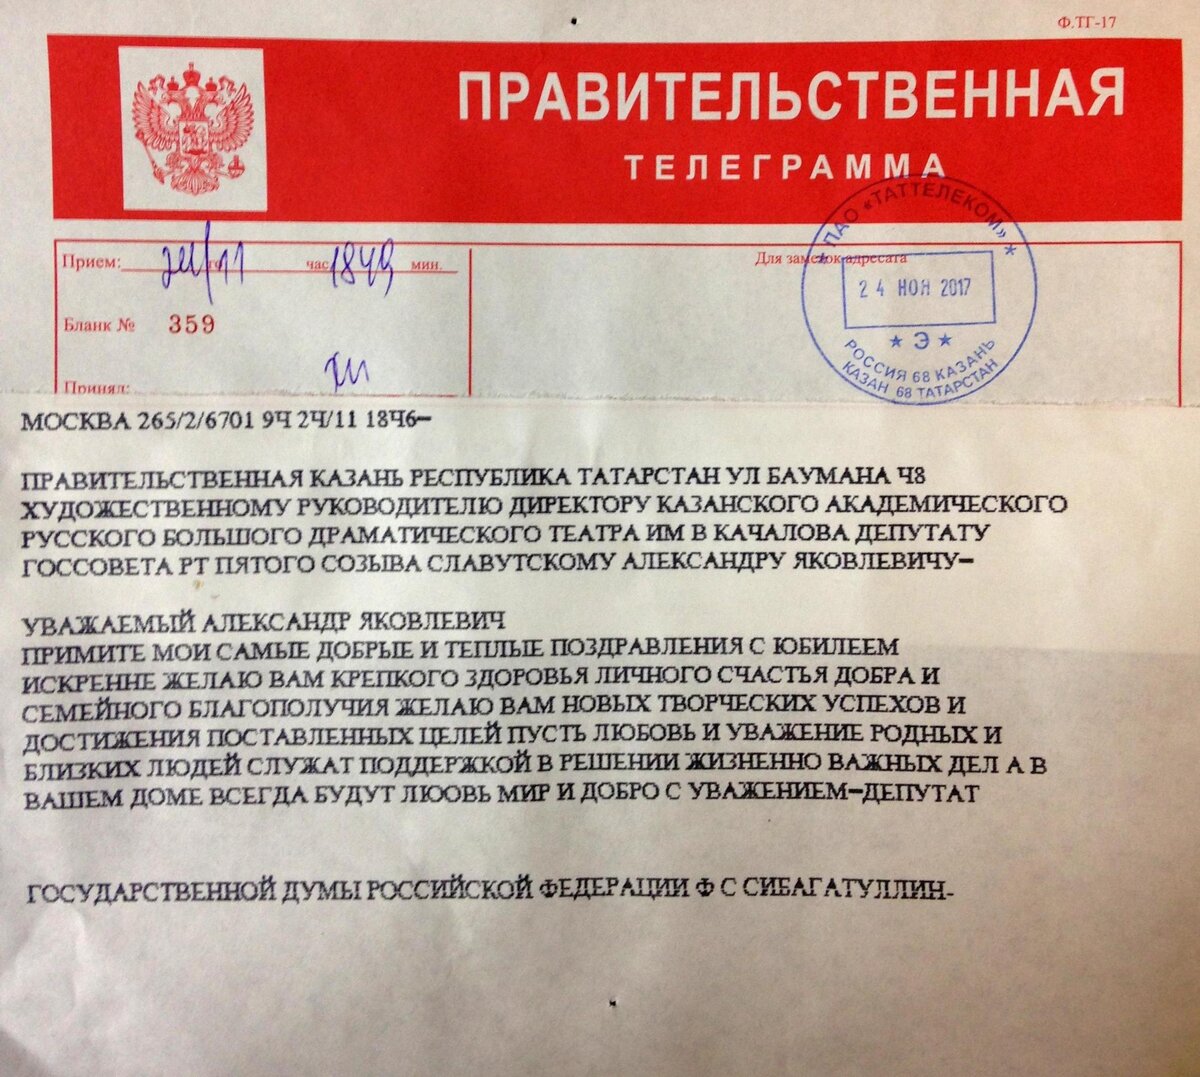 Ф.ТГ-17
ПРАВИТЕЛЬСТВЕННАЯ
ТЕЛЕГРАММА
Прием: 24/11 час. 1849 мин.
Для заметок адресата
Бланк № 359
Принял:
ПАО «ТАТТЕЛЕКОМ»
24 НОЯ 2017
Э
РОССИЯ 68 КАЗАНЬ
КАЗАН 68 ТАТАРСТАН
МОСКВА 265/2/6701 9Ч 2Ч/11 18Ч6—
ПРАВИТЕЛЬСТВЕННАЯ КАЗАНЬ РЕСПУБЛИКА ТАТАРСТАН УЛ БАУМАНА Ч8
ХУДОЖЕСТВЕННОМУ РУКОВОДИТЕЛЮ ДИРЕКТОРУ КАЗАНСКОГО АКАДЕМИЧЕСКОГО
РУССКОГО БОЛЬШОГО ДРАМАТИЧЕСКОГО ТЕАТРА ИМ В КАЧАЛОВА ДЕПУТАТУ
ГОССОВЕТА РТ ПЯТОГО СОЗЫВА СЛАВУТСКОМУ АЛЕКСАНДРУ ЯКОВЛЕВИЧУ—
УВАЖАЕМЫЙ АЛЕКСАНДР ЯКОВЛЕВИЧ
ПРИМИТЕ МОИ САМЫЕ ДОБРЫЕ И ТЕПЛЫЕ ПОЗДРАВЛЕНИЯ С ЮБИЛЕЕМ
ИСКРЕННЕ ЖЕЛАЮ ВАМ КРЕПКОГО ЗДОРОВЬЯ ЛИЧНОГО СЧАСТЬЯ ДОБРА И
СЕМЕЙНОГО БЛАГОПОЛУЧИЯ ЖЕЛАЮ ВАМ НОВЫХ ТВОРЧЕСКИХ УСПЕХОВ И
ДОСТИЖЕНИЯ ПОСТАВЛЕННЫХ ЦЕЛЕЙ ПУСТЬ ЛЮБОВЬ И УВАЖЕНИЕ РОДНЫХ И
БЛИЗКИХ ЛЮДЕЙ СЛУЖАТ ПОДДЕРЖКОЙ В РЕШЕНИИ ЖИЗНЕННО ВАЖНЫХ ДЕЛ А В
ВАШЕМ ДОМЕ ВСЕГДА БУДУТ ЛЮОВЬ МИР И ДОБРО С УВАЖЕНИЕМ—ДЕПУТАТ
ГОСУДАРСТВЕННОЙ ДУМЫ РОССИЙСКОЙ ФЕДЕРАЦИИ Ф С СИБАГАТУЛЛИН-